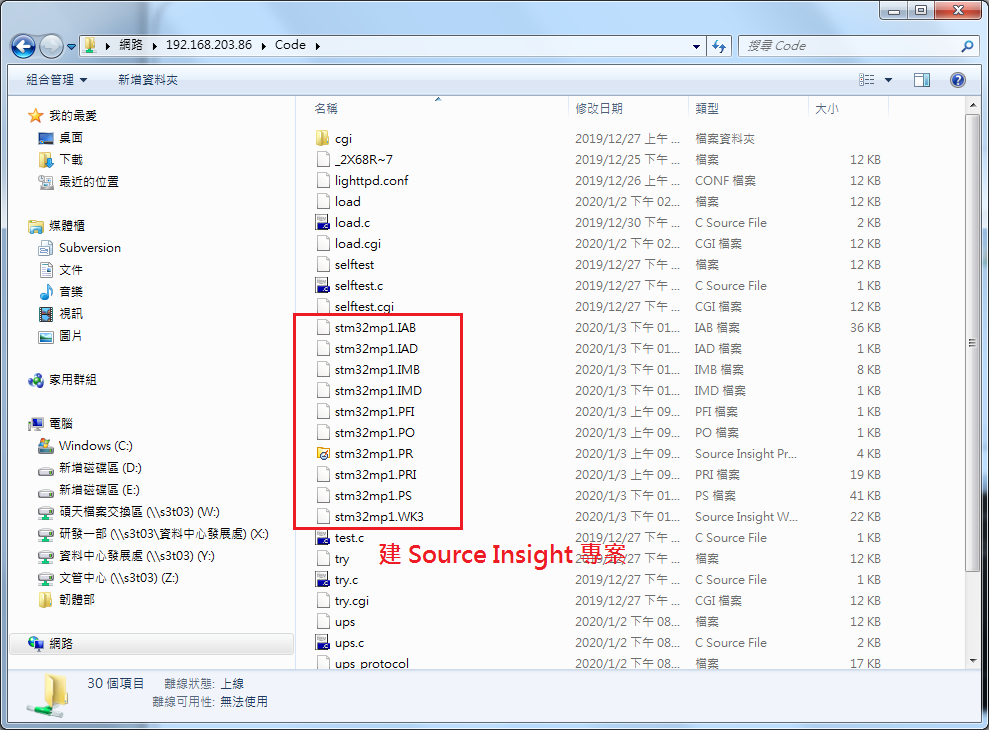 網路 ▸ 192.168.203.86 ▸ Code ▸
搜尋 Code
組合管理 新增資料夾
我的最愛
桌面
下載
最近的位置
媒體櫃
Subversion
文件
音樂
視訊
圖片
家用群組
電腦
Windows (C:)
新增磁碟區 (D:)
新增磁碟區 (E:)
碩天檔案交換區 (\\s3t03) (W:)
研發一部 (\\s3t03\資料中心發展處) (X:)
資料中心發展處 (\\s3t03) (Y:)
文管中心 (\\s3t03) (Z:)
韌體部
網路
名稱 修改日期 類型 大小
cgi 2019/12/27 上午 ... 檔案資料夾
_2X68R~7 2019/12/25 下午 ... 檔案 12 KB
lighttpd.conf 2019/12/26 上午 ... CONF 檔案 12 KB
load 2020/1/2 下午 02... 檔案 12 KB
load.c 2019/12/30 下午 ... C Source File 2 KB
load.cgi 2020/1/2 下午 02... CGI 檔案 12 KB
selftest 2019/12/27 下午 ... 檔案 12 KB
selftest.c 2019/12/27 下午 ... C Source File 1 KB
selftest.cgi 2019/12/27 下午 ... CGI 檔案 12 KB
stm32mp1.IAB 2020/1/3 下午 01... IAB 檔案 36 KB
stm32mp1.IAD 2020/1/3 下午 01... IAD 檔案 1 KB
stm32mp1.IMB 2020/1/3 下午 01... IMB 檔案 8 KB
stm32mp1.IMD 2020/1/3 下午 01... IMD 檔案 1 KB
stm32mp1.PFI 2020/1/3 上午 09... PFI 檔案 1 KB
stm32mp1.PO 2020/1/3 上午 09... PO 檔案 1 KB
stm32mp1.PR 2020/1/3 上午 09... Source Insight Pr... 4 KB
stm32mp1.PRI 2020/1/3 上午 09... PRI 檔案 19 KB
stm32mp1.PS 2020/1/3 上午 09... PS 檔案 41 KB
stm32mp1.WK3 2020/1/3 上午 09... Source Insight W... 22 KB
test.c 2019/12/27 下午 ... C Source File 1 KB
建 Source Insight 專案
try 2019/12/27 下午 ... 檔案 12 KB
try.c 2019/12/27 下午 ... C Source File 1 KB
try.cgi 2019/12/27 下午 ... CGI 檔案 12 KB
ups 2020/1/2 下午 08... 檔案 12 KB
ups.c 2020/1/2 下午 08... C Source File 2 KB
ups_protocol 2020/1/2 下午 08... 檔案 17 KB
30 個項目 離線狀態: 上線
離線可用性: 無法使用